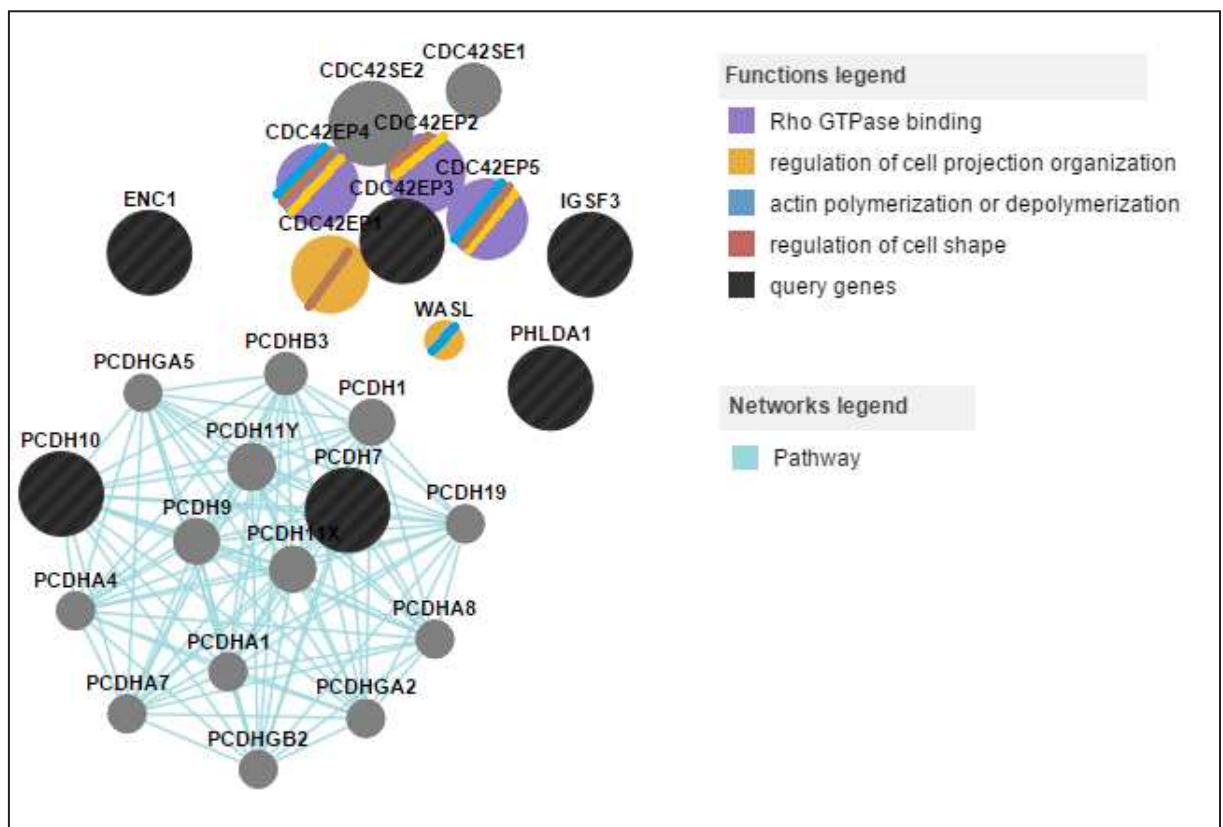 CDC42SE1
CDC42SE2
CDC42EP4
CDC42EP2
CDC42EP5
CDC42EP3
ENC1
IGSF3
CDC42EP1
WASL
PHLDA1
PCDHB3
PCDHGA5
PCDH1
PCDH10
PCDH11Y
PCDH7
PCDH19
PCDH9
PCDH11X
PCDHA4
PCDHA8
PCDHA1
PCDHA7
PCDHGA2
PCDHGB2
Functions legend
Rho GTPase binding
regulation of cell projection organization
actin polymerization or depolymerization
regulation of cell shape
query genes
Networks legend
Pathway